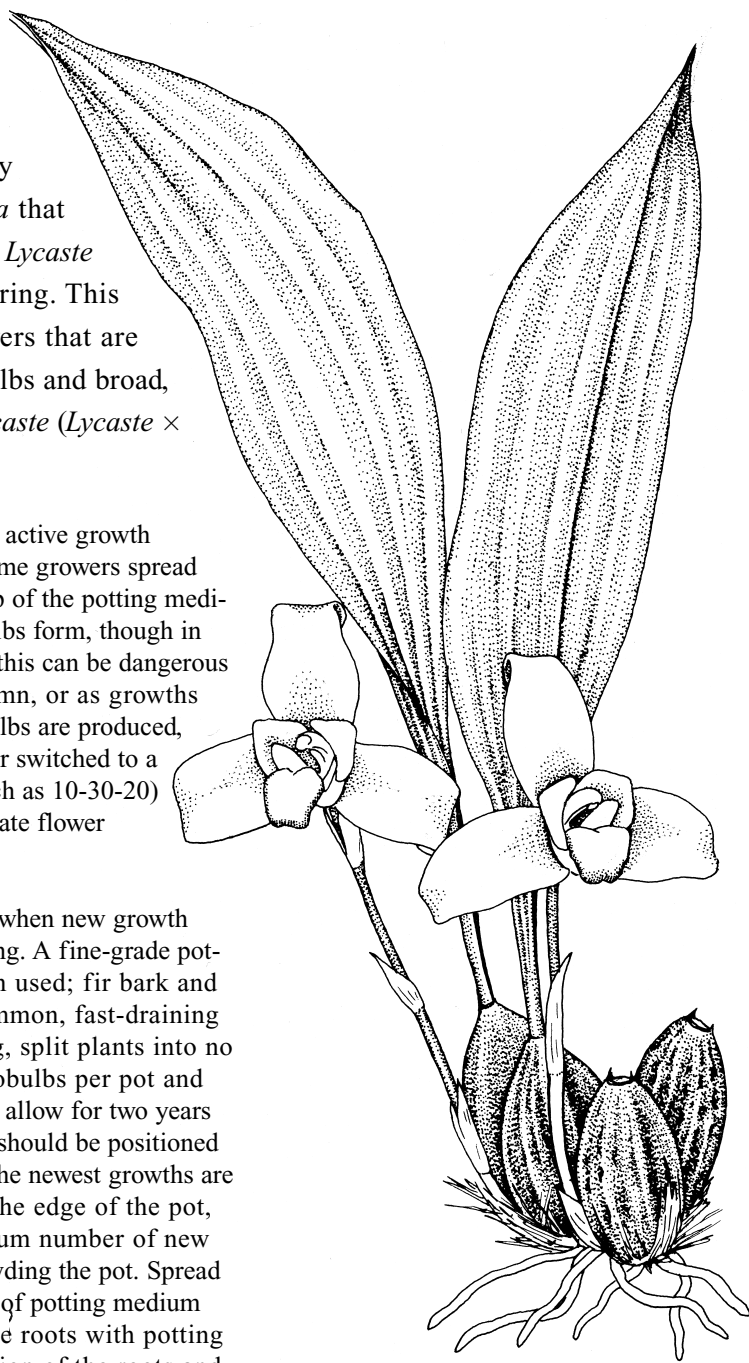 y
a that
Lycaste
ring. This
ers that are
lbs and broad,
caste (Lycaste ×
active growth
me growers spread
p of the potting medi-
lbs form, though in
this can be dangerous
mn, or as growths
lbs are produced,
r switched to a
ch as 10-30-20)
ate flower
when new growth
ng. A fine-grade pot-
n used; fir bark and
mmon, fast-draining
g, split plants into no
obulbs per pot and
allow for two years
should be positioned
he newest growths are
he edge of the pot,
um number of new
wding the pot. Spread
of potting medium
e roots with potting